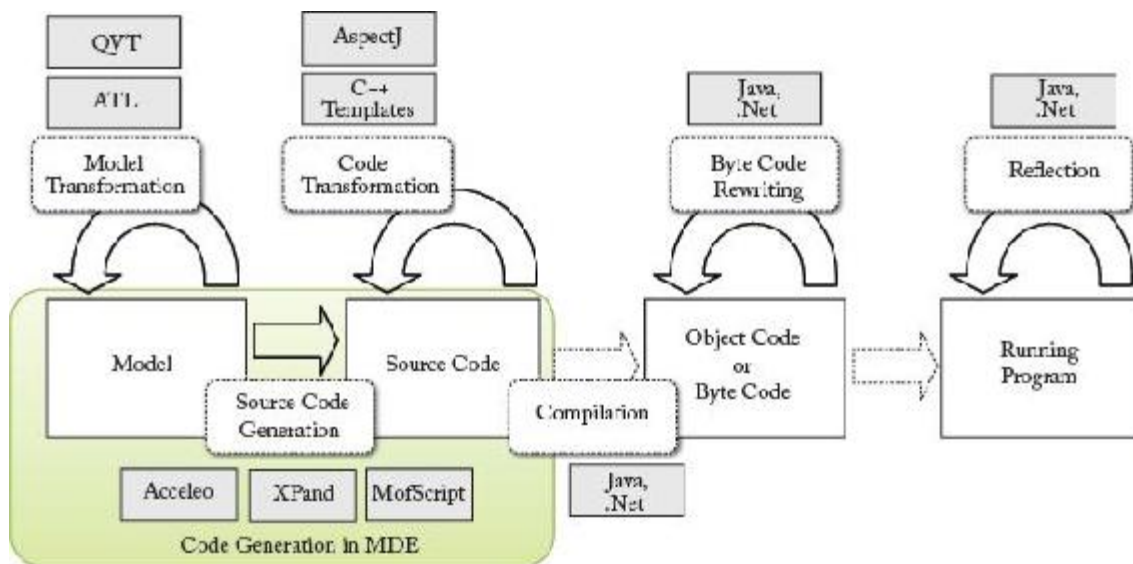 QVT
ATL
Model
Transformation
AspectJ
C++
Templates
Code
Transformation
Java,
.Net
Byte Code
Rewriting
Java,
.Net
Reflection
Model
Source Code
Generation
Source Code
Compilation
Object Code
or
Byte Code
Running
Program
Acceleo
XPand
MofScript
Java,
.Net
Code Generation in MDE